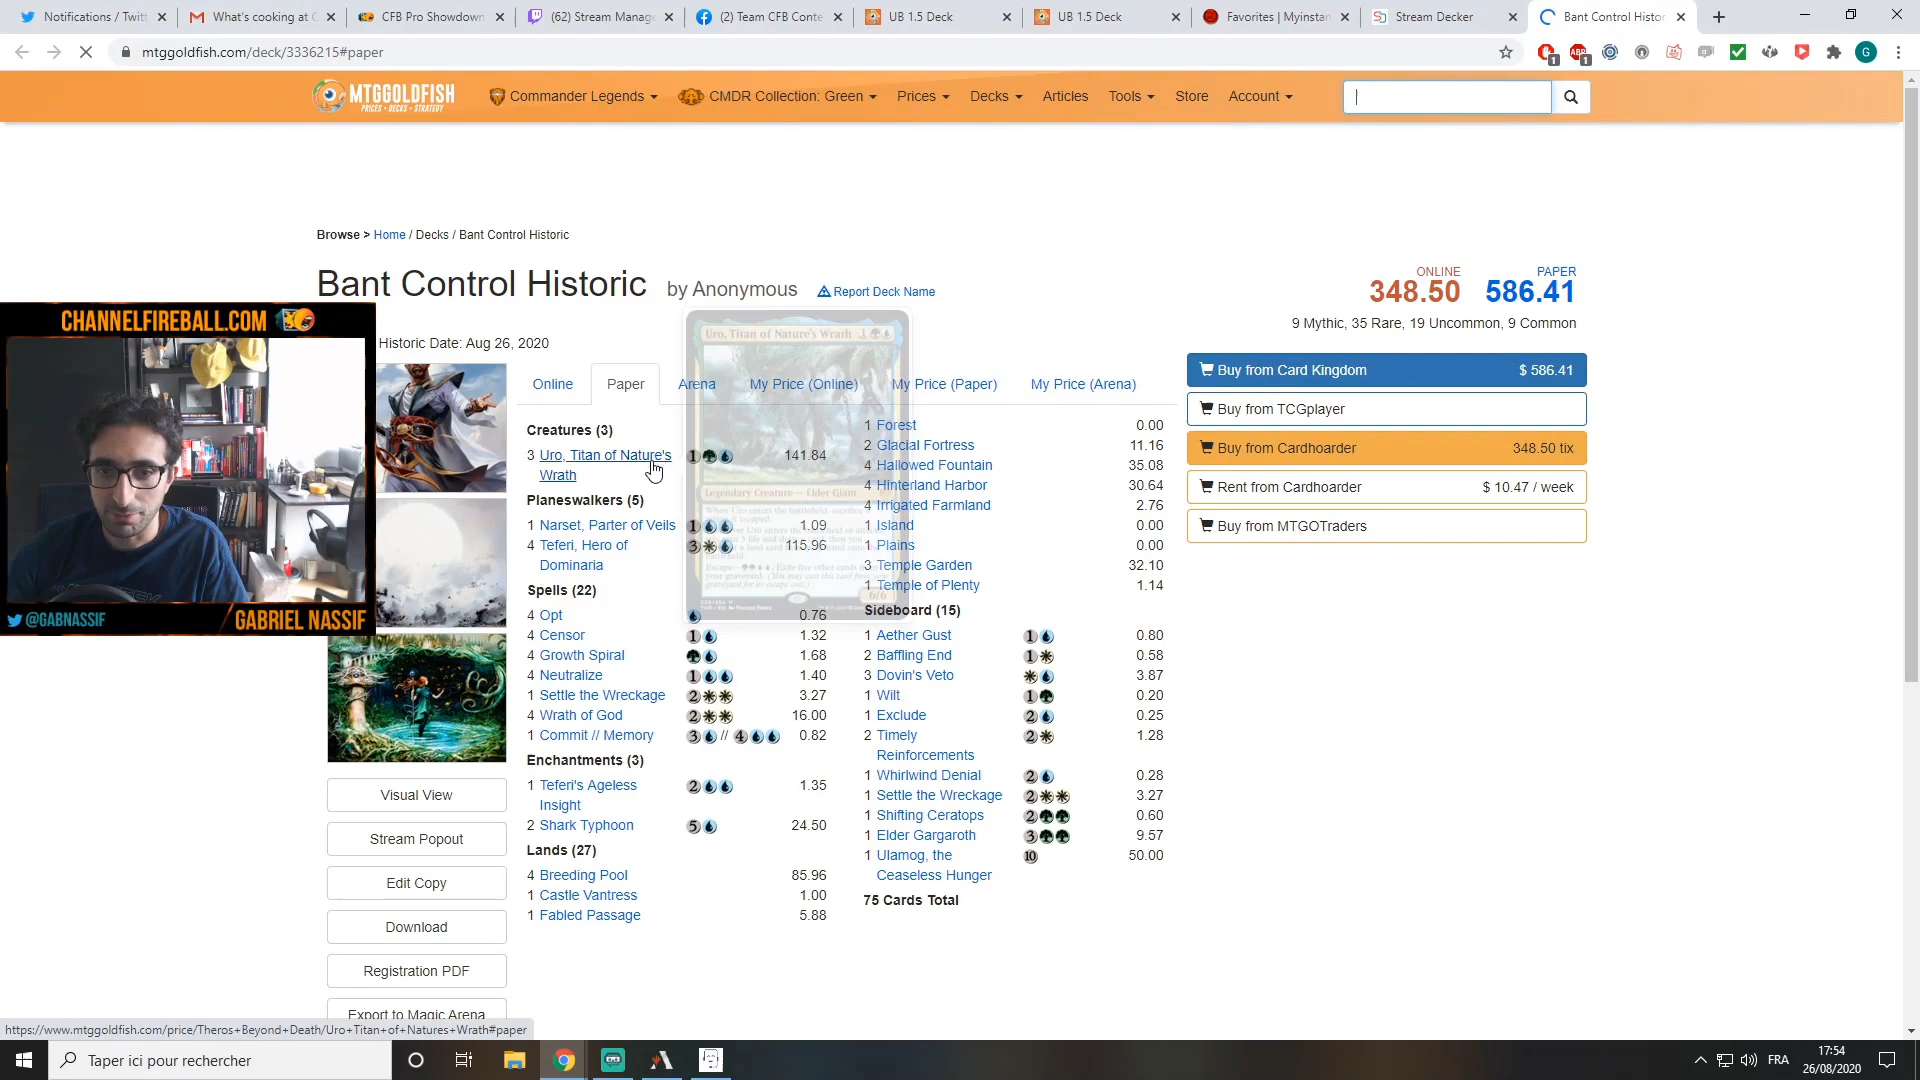 Notifications / Twitt
What's cooking at C
CFB Pro Showdown
(62) Stream Manage
(2) Team CFB Conte
UB 1.5 Deck
UB 1.5 Deck
Favorites | Myinstan
Stream Decker
Bant Control Histor
mtggoldfish.com/deck/3336215#paper
MTGGOLDFISH
PRICES • DECKS • STRATEGY
Commander Legends
CMDR Collection: Green
Prices
Decks
Articles
Tools
Store
Account
Browse > Home / Decks / Bant Control Historic
Bant Control Historic by Anonymous Report Deck Name
ONLINE PAPER
348.50 586.41
9 Mythic, 35 Rare, 19 Uncommon, 9 Common
CHANNELFIREBALL.COM
@GABNASSIF
GABRIEL NASSIF
Historic Date: Aug 26, 2020
Online Paper Arena My Price (Online) My Price (Paper) My Price (Arena)
Creatures (3)
3 Uro, Titan of Nature's Wrath 141.84
Planeswalkers (5)
1 Narset, Parter of Veils 1.09
4 Teferi, Hero of Dominaria 115.96
Spells (22)
4 Opt 0.76
4 Censor 1.32
4 Growth Spiral 1.68
4 Neutralize 1.40
1 Settle the Wreckage 3.27
4 Wrath of God 16.00
1 Commit // Memory 0.82
Enchantments (3)
1 Teferi's Ageless Insight 1.35
2 Shark Typhoon 24.50
Lands (27)
4 Breeding Pool 85.96
1 Castle Vantress 1.00
1 Fabled Passage 5.88
1 Forest 0.00
2 Glacial Fortress 11.16
4 Hallowed Fountain 35.08
4 Hinterland Harbor 30.64
4 Irrigated Farmland 2.76
1 Island 0.00
1 Plains 0.00
3 Temple Garden 32.10
1 Temple of Plenty 1.14
Sideboard (15)
1 Aether Gust 0.80
2 Baffling End 0.58
3 Dovin's Veto 3.87
1 Wilt 0.20
1 Exclude 0.25
2 Timely Reinforcements 1.28
1 Whirlwind Denial 0.28
1 Settle the Wreckage 3.27
1 Shifting Ceratops 0.60
1 Elder Gargaroth 9.57
1 Ulamog, the Ceaseless Hunger 50.00
75 Cards Total
Uro, Titan of Nature's Wrath
Legendary Creature — Elder Giant
6/6
Buy from Card Kingdom $ 586.41
Buy from TCGplayer
Buy from Cardhoarder 348.50 tix
Rent from Cardhoarder $ 10.47 / week
Buy from MTGOTraders
Visual View
Stream Popout
Edit Copy
Download
Registration PDF
Export to Magic Arena
https://www.mtggoldfish.com/price/Theros+Beyond+Death/Uro+Titan+of+Natures+Wrath#paper
Taper ici pour rechercher
FRA
17:54
26/08/2020